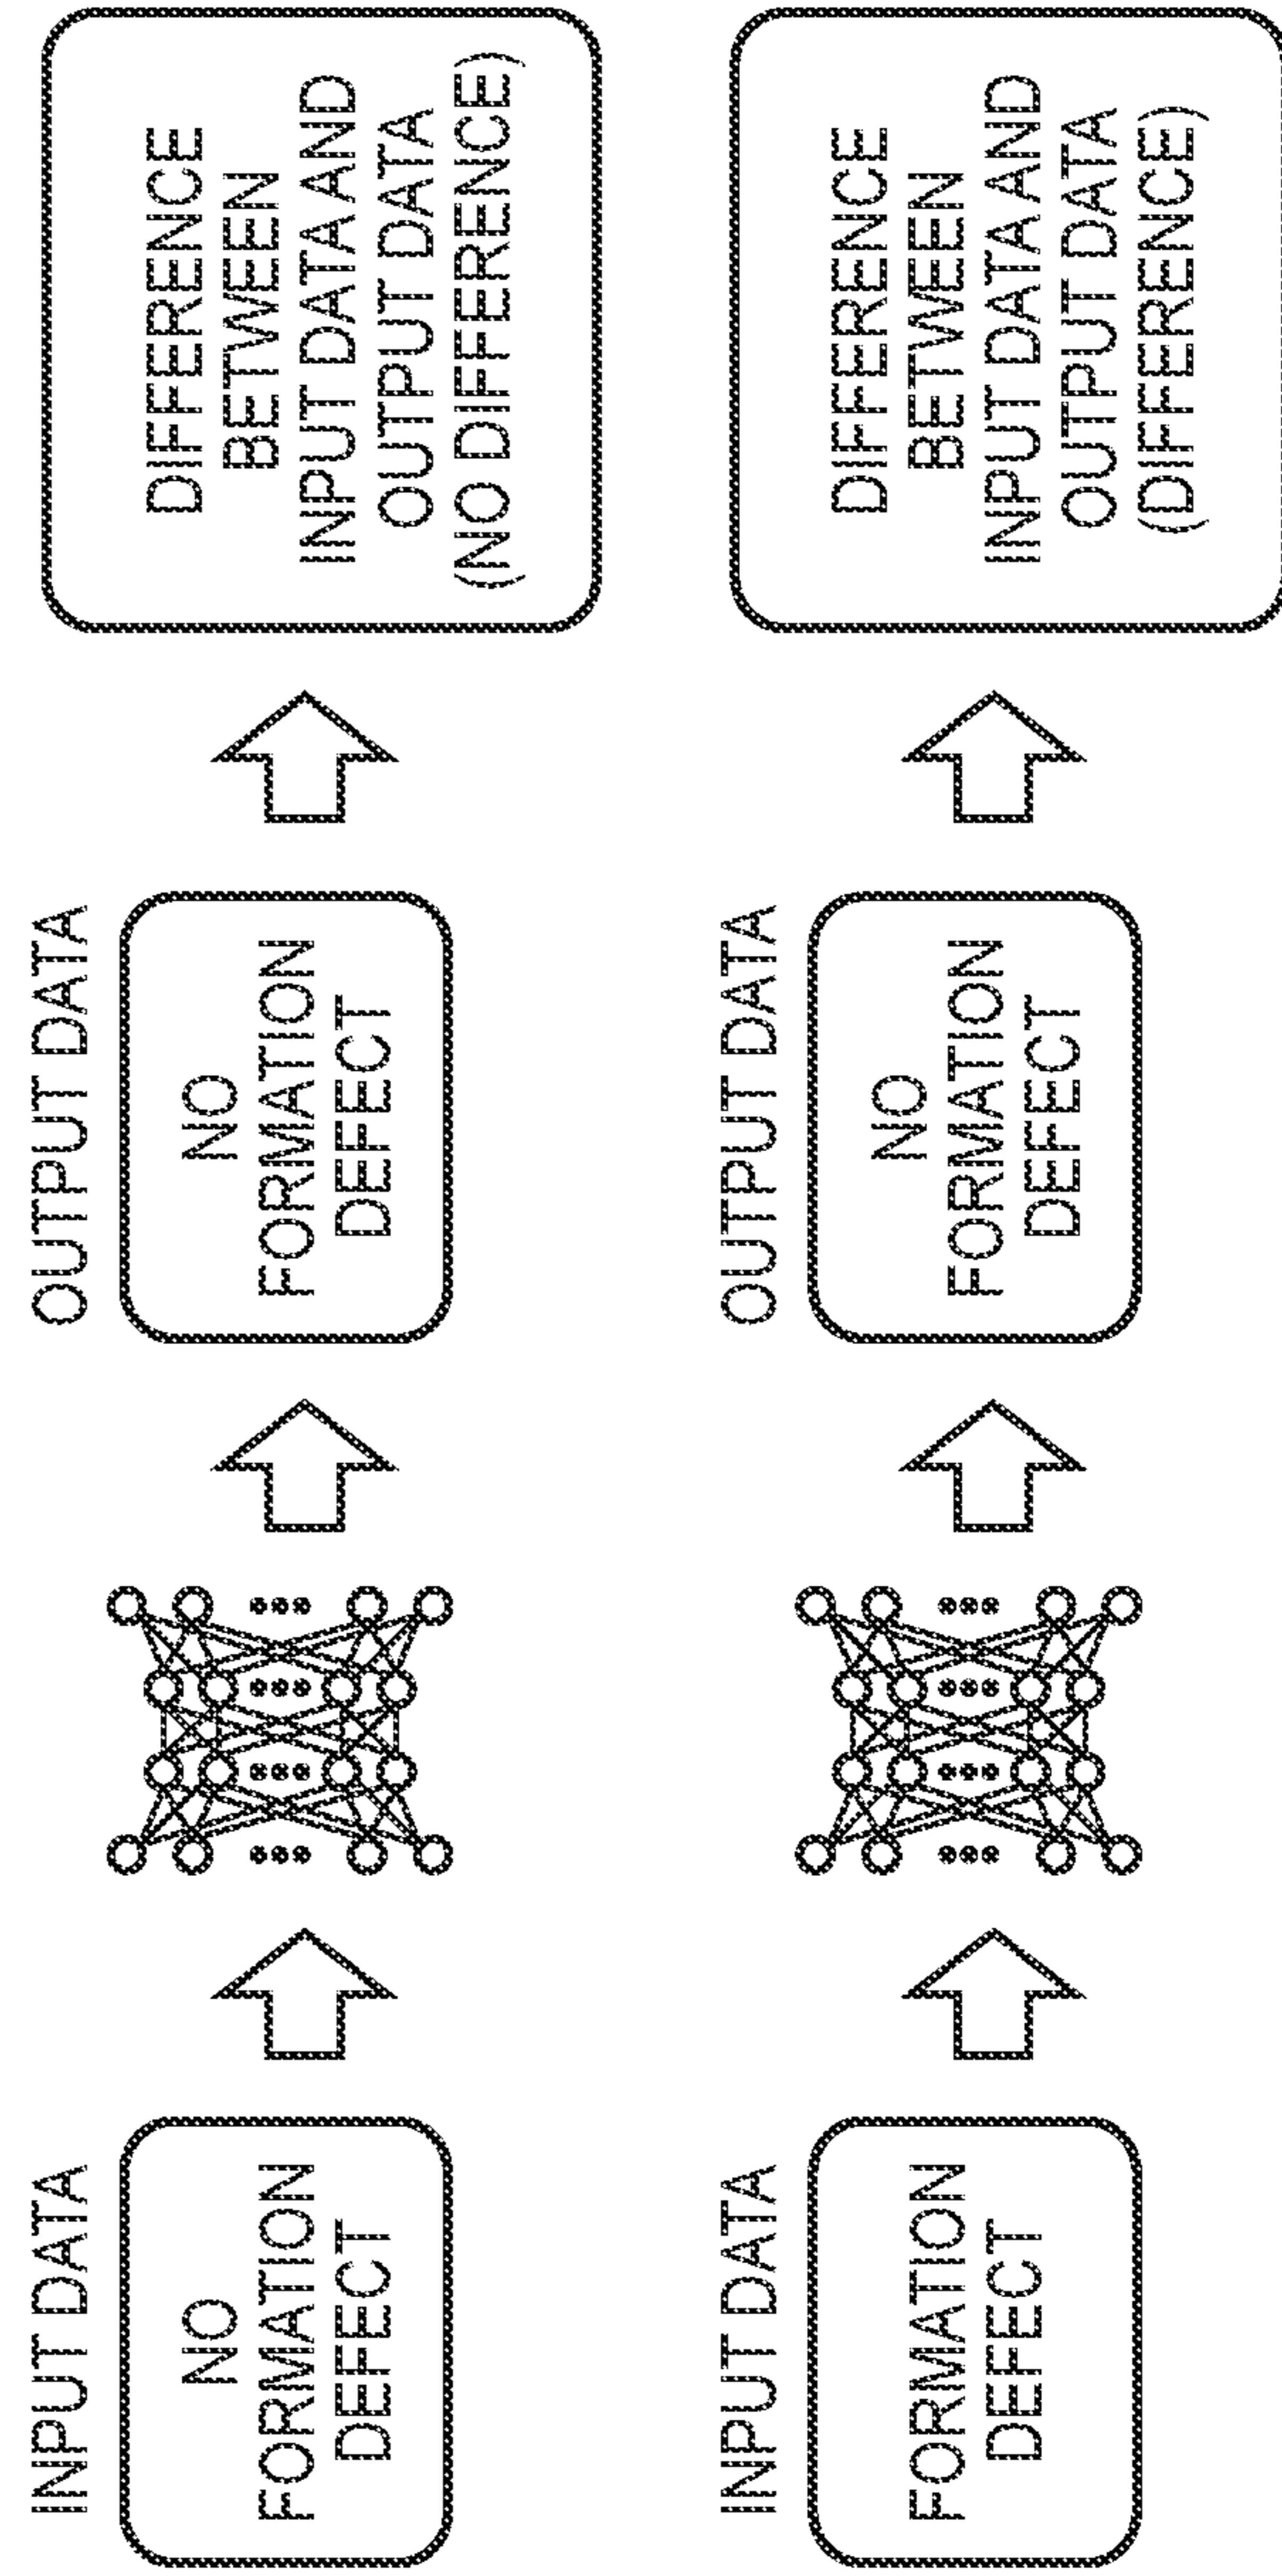 INPUT DATA
NO
FORMATION
DEFECT
OUTPUT DATA
NO
FORMATION
DEFECT
DIFFERENCE
BETWEEN
INPUT DATA AND
OUTPUT DATA
(NO DIFFERENCE)
INPUT DATA
FORMATION
DEFECT
OUTPUT DATA
NO
FORMATION
DEFECT
DIFFERENCE
BETWEEN
INPUT DATA AND
OUTPUT DATA
(DIFFERENCE)